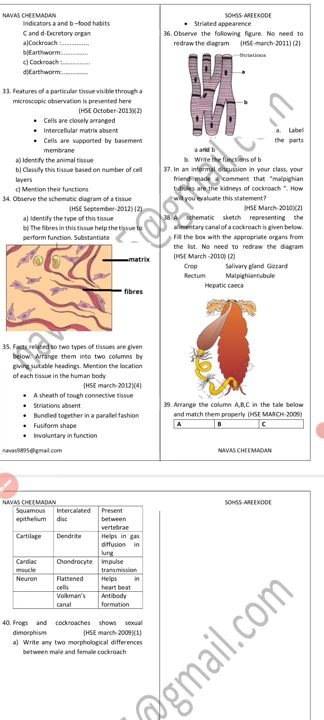 NAVAS CHEEMADAN
SOHSS-AREEKODE
Indicators a and b –food habits
C and d-Excretory organ
a)Cockroach :................
b)Earthworm:................
c) Cockroach :................
d)Earthworm:................
33. Features of a particular tissue visible through a
microscopic observation is presented here
(HSE October-20l3)(2)
• Cells are closely arranged
• Intercellular matrix absent
• Cells are supported by basement
membrane
a) Identify the animal tissue
b) Classify this tissue based on number of cell
layers
c) Mention their functions
34. Observe the schematic diagram of a tissue
(HSE September-2012) (2)
a) Identify the type of this tissue
b) The fibres in this tissue help the tissue to
perform function. Substantiate
matrix
fibres
35. Facts related to two types of tissues are given
below. Arrange them into two columns by
giving suitable headings. Mention the location
of each tissue in the human body
(HSE march-2012)(4)
• A sheath of tough connective tissue
• Striations absent
• Bundled together in a parallel fashion
• Fusiform shape
• Involuntary in function
• Striated appearence
36. Observe the following figure. No need to
redraw the diagram (HSE-march-2011) (2)
Striations
a
b
a. Label
the parts
a and b
b. Write the functions of b
37. In an informal discussion in your class, your
friend made a comment that "malpighian
tubules are the kidneys of cockroach ". How
will you evaluate this statement?
(HSE March-2010)(2)
38. A schematic sketch representing the
alimentary canal of a cockroach is given below.
Fill the box with the appropriate organs from
the list. No need to redraw the diagram
(HSE March -2010) (2)
Crop Salivary gland Gizzard
Rectum Malpighiantubule
Hepatic caeca
39. Arrange the column A,B,C in the tale below
and match them properly (HSE MARCH-2009)
A B C
navas9895@gmail.com
NAVAS CHEEMADAN
NAVAS CHEEMADAN
SOHSS-AREEKODE
Squamous epithelium Intercalated disc Present between vertebrae
Cartilage Dendrite Helps in gas diffusion in lung
Cardiac msucle Chondrocyte Impulse transmission
Neuron Flattened cells Helps in heart beat
Volkman's canal Antibody formation
40. Frogs and cockroaches shows sexual
dimorphism (HSE march-2009)(1)
a) Write any two morphological differences
between male and female cockroach
@gmail.com